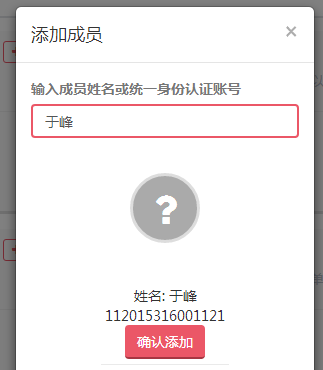 添加成员
×
输入成员姓名或统一身份认证账号
于峰
?
姓名: 于峰
112015316001121
确认添加